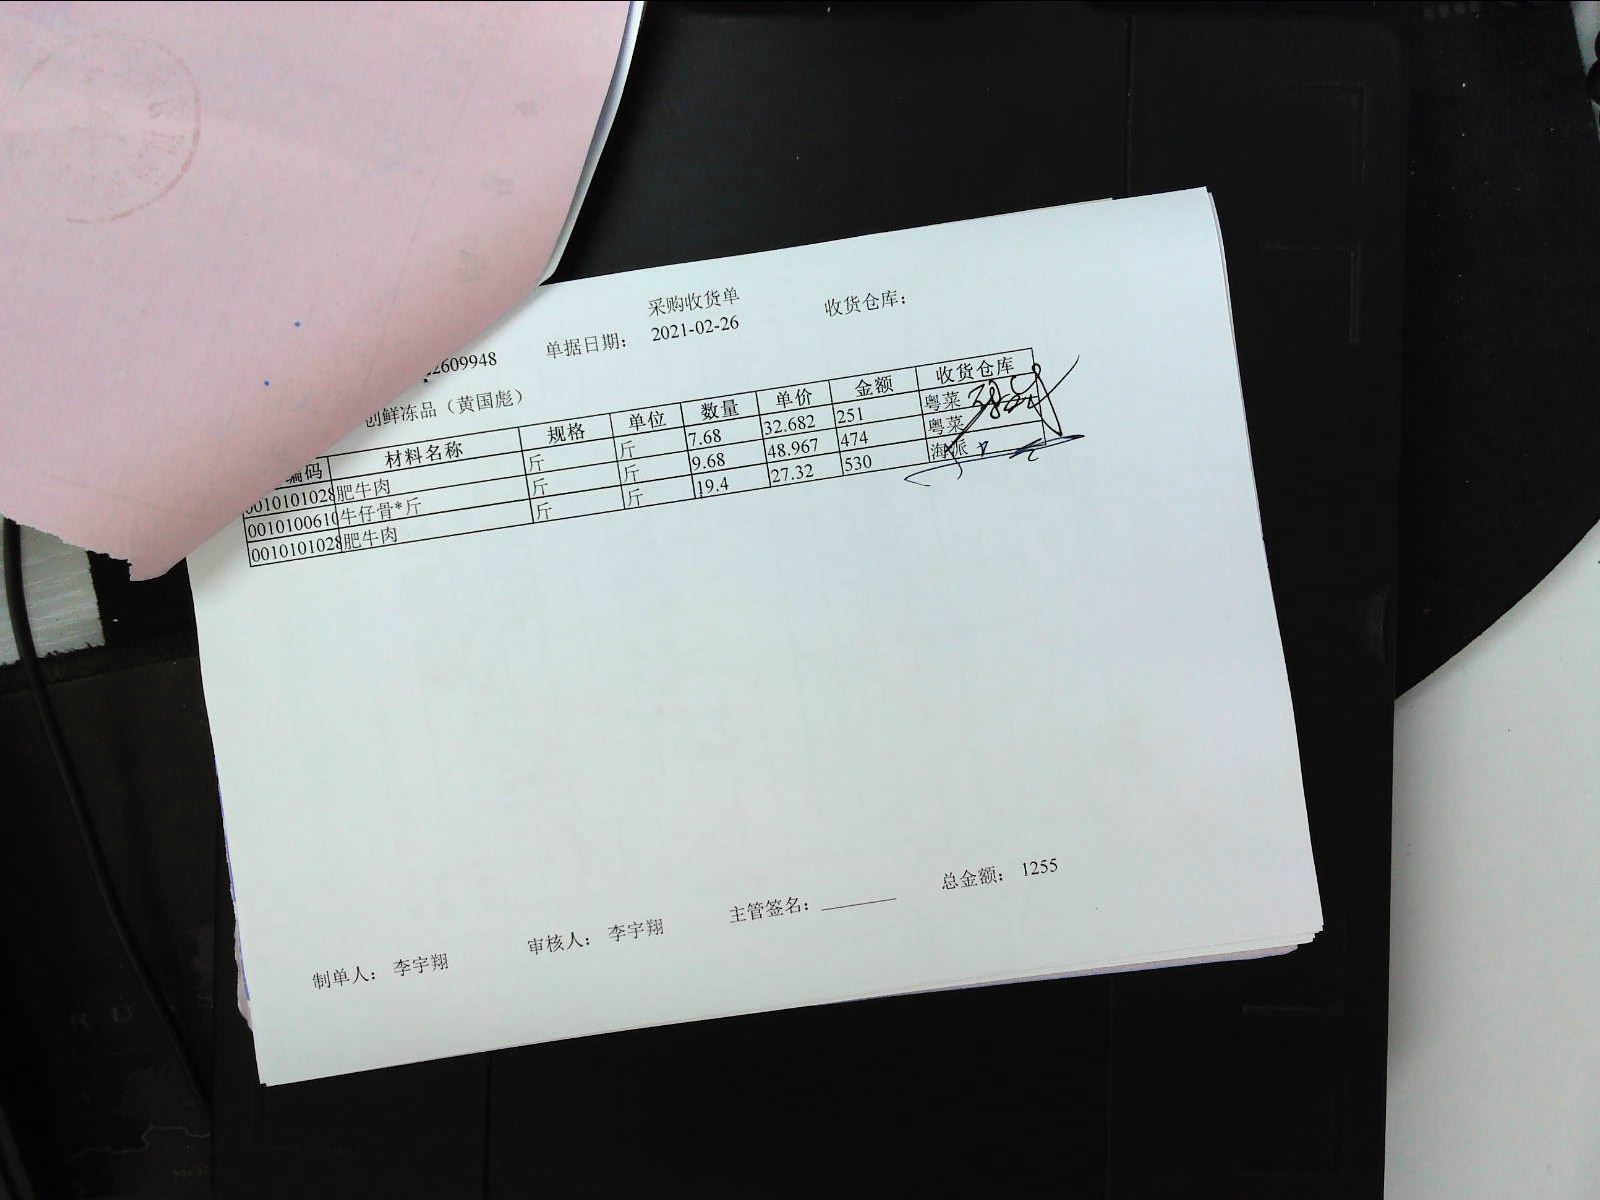 采购收货单
2609948 单据日期： 2021-02-26 收货仓库：
创鲜冻品（黄国彪）
编码 材料名称 规格 单位 数量 单价 金额 收货仓库
0010101028 肥牛肉 斤 斤 7.68 32.682 251 粤菜
0010100610 牛仔骨*斤 斤 斤 9.68 48.967 474 粤菜
0010101028 肥牛肉 斤 斤 19.4 27.32 530 海派
总金额： 1255
制单人： 李宇翔 审核人： 李宇翔 主管签名：